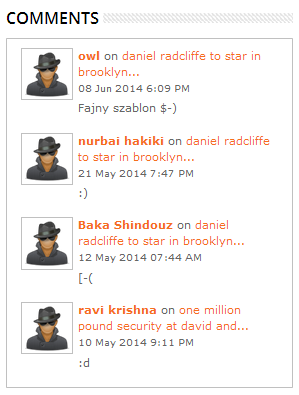 COMMENTS
owl on daniel radcliffe to star in
brooklyn...
08 Jun 2014 6:09 PM
Fajny szablon $-)
nurbai hakiki on daniel radcliffe
to star in brooklyn...
21 May 2014 7:47 PM
:)
Baka Shindouz on daniel
radcliffe to star in brooklyn...
12 May 2014 07:44 AM
[-(
ravi krishna on one million
pound security at david and...
10 May 2014 9:11 PM
:d